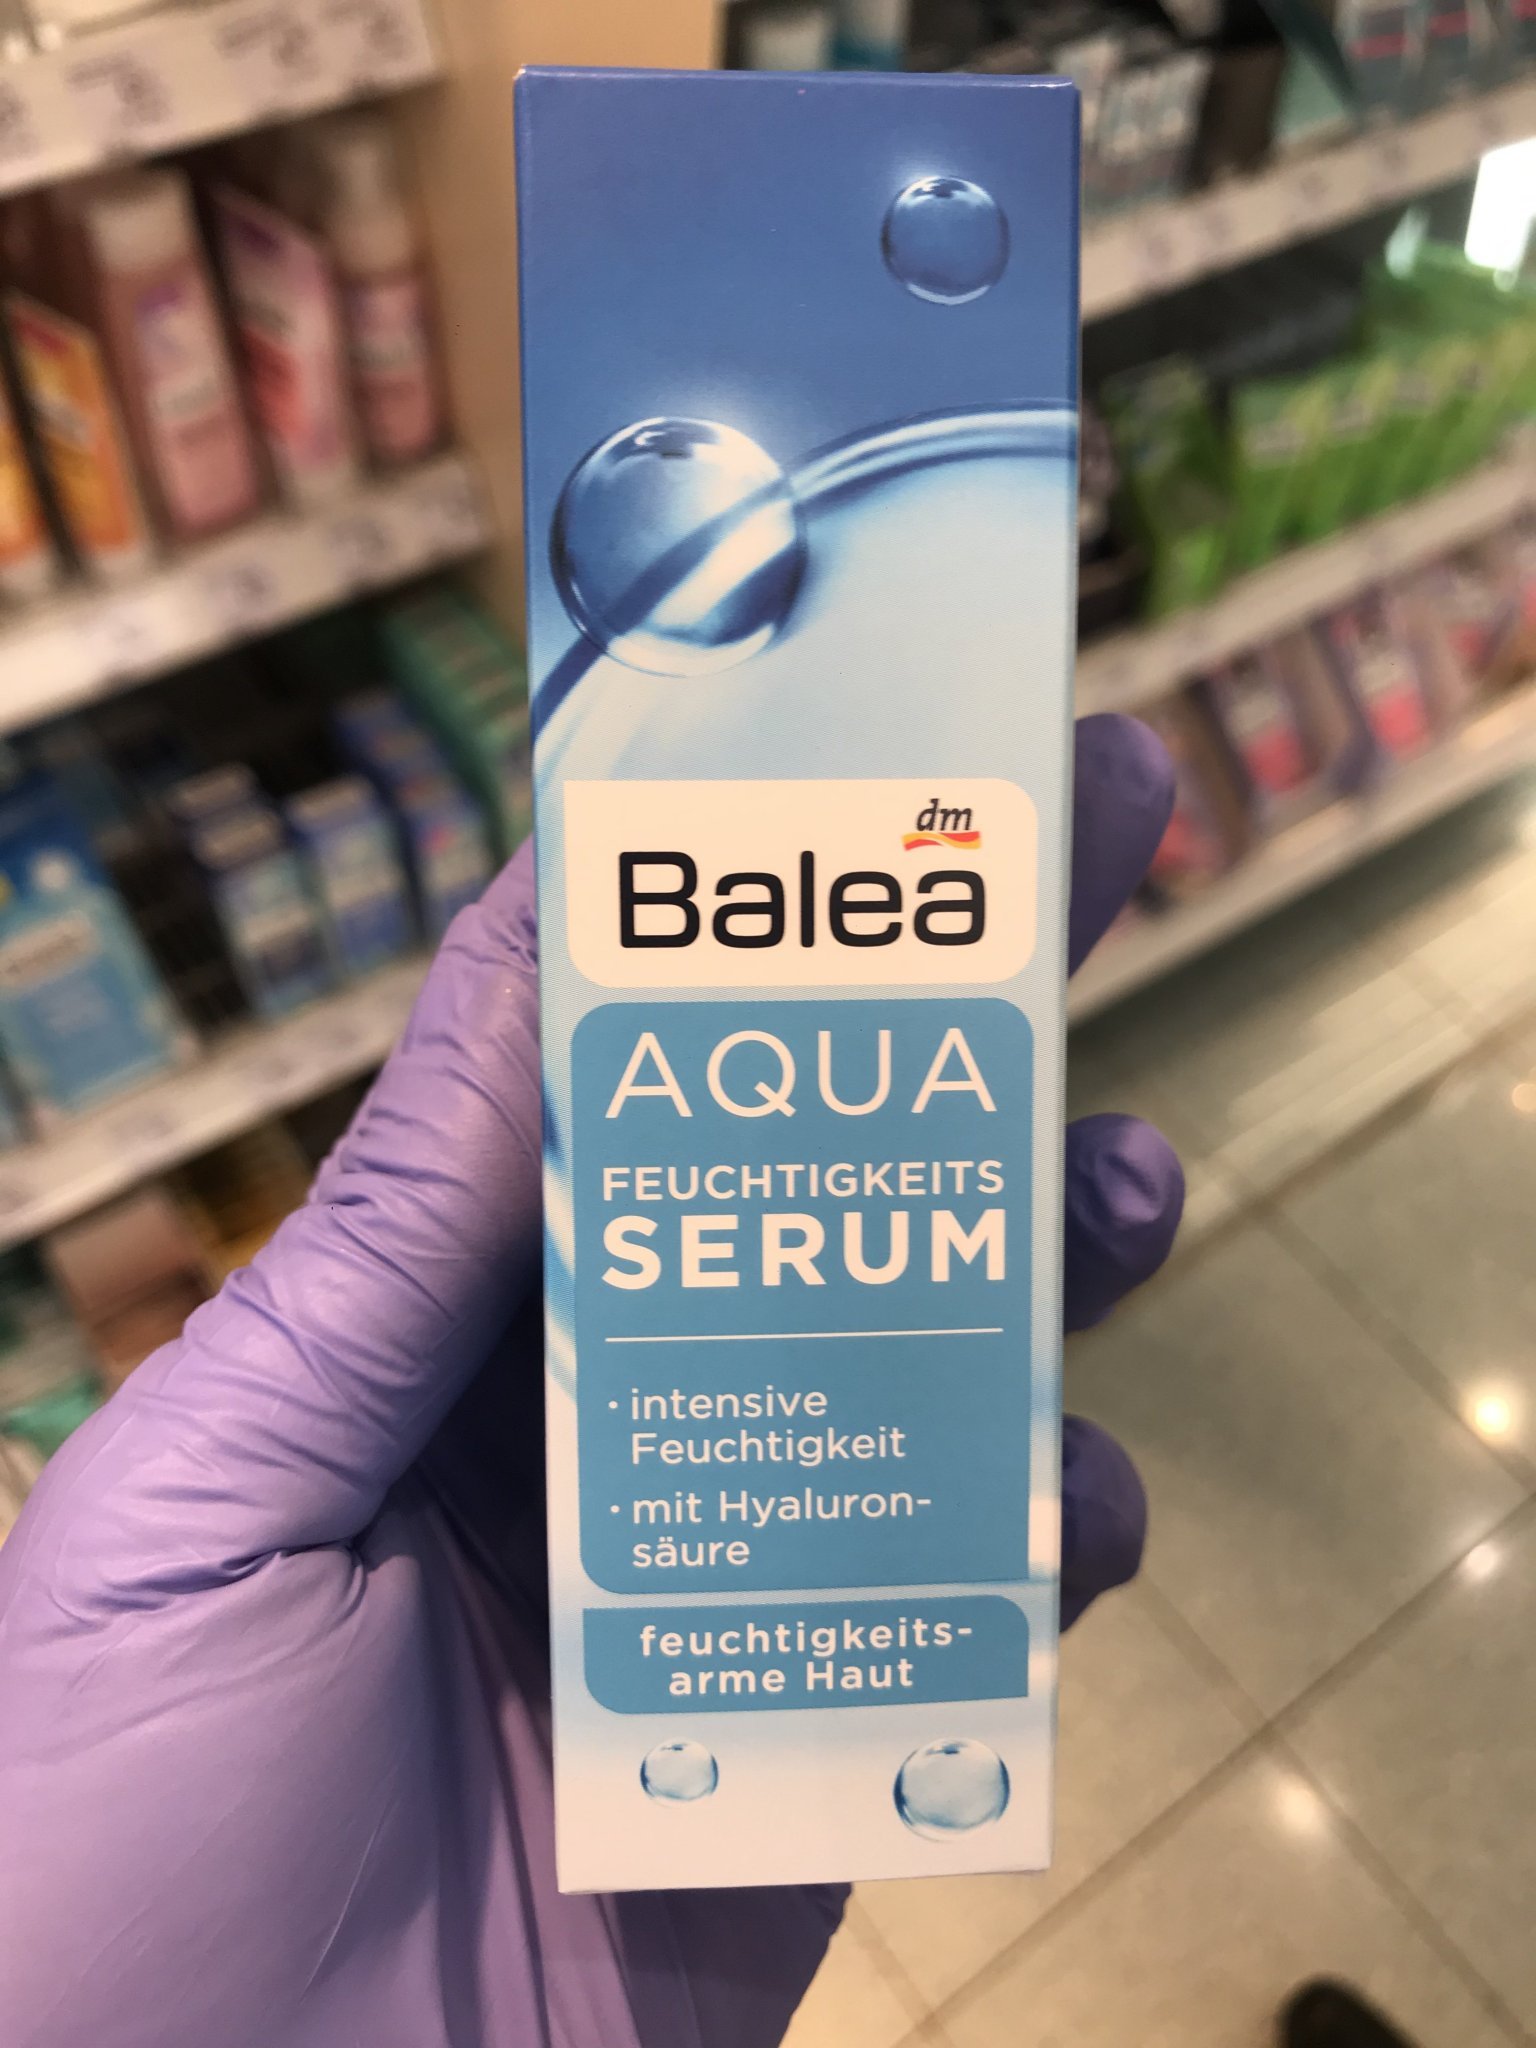 dm
Balea
AQUA
FEUCHTIGKEITS
SERUM
· intensive
Feuchtigkeit
· mit Hyaluron-
säure
feuchtigkeits-
arme Haut